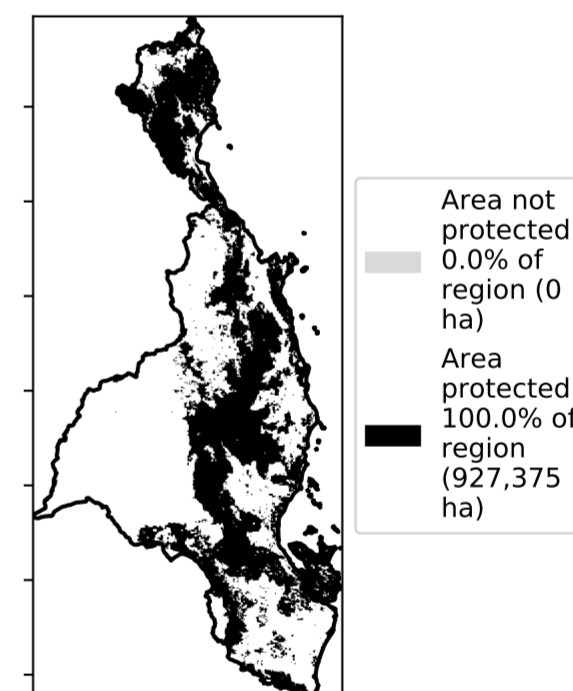 Area not
protected
0.0% of
region (0
ha)
Area
protected
100.0% of
region
(927,375
ha)